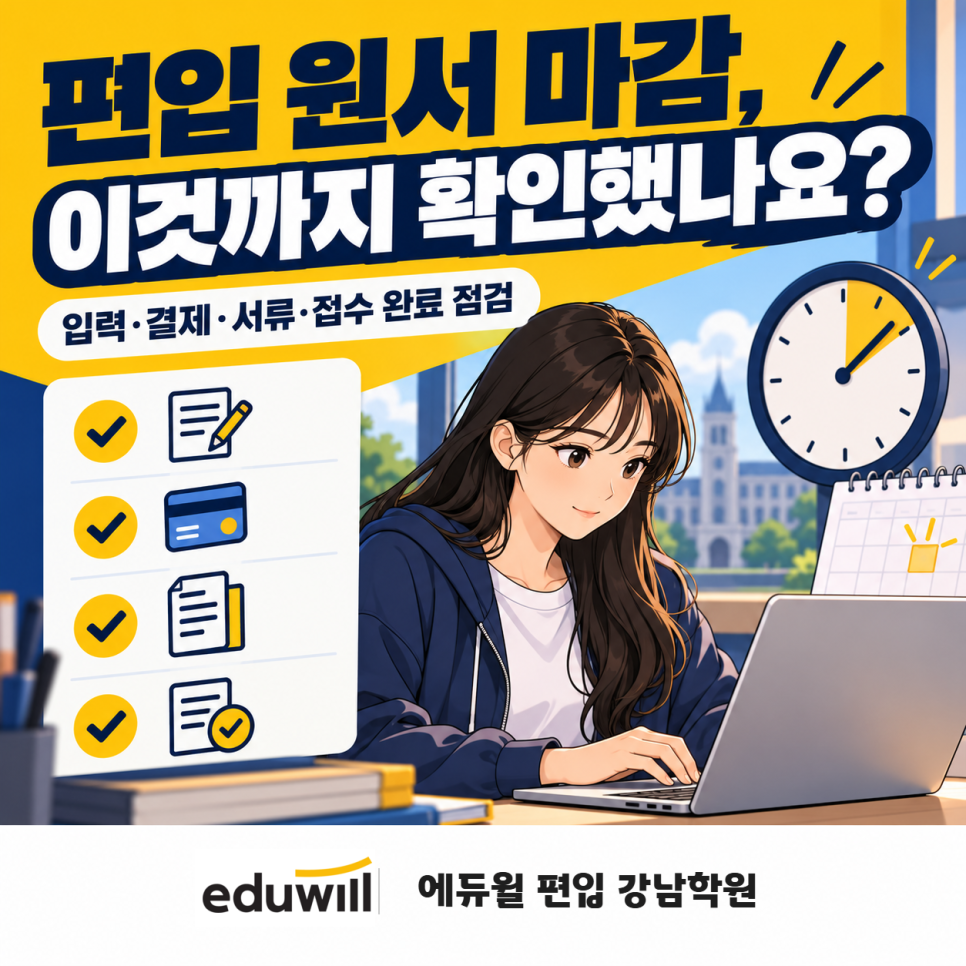 편입 원서 마감,
이것까지 확인했나요?
입력·결제·서류·접수 완료 점검
eduwill 에듀윌 편입 강남학원